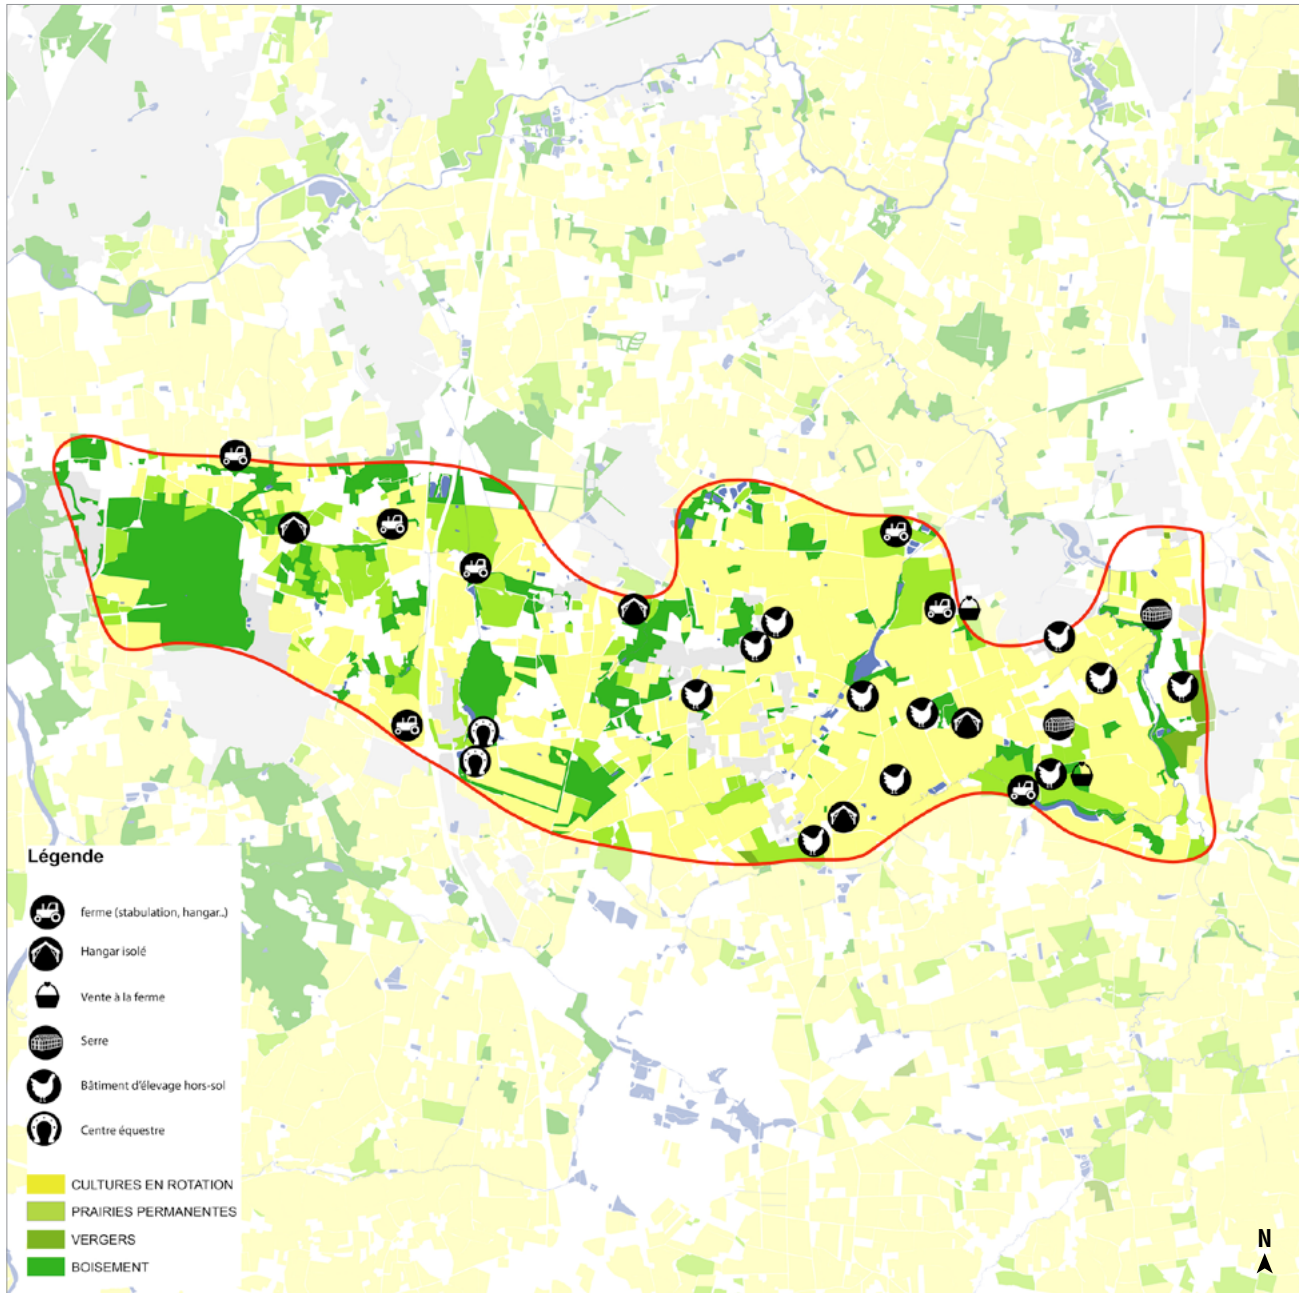 Légende
ferme (stabulation, hangar..)
Hangar isolé
Vente à la ferme
Serre
Bâtiment d'élevage hors-sol
Centre équestre
CULTURES EN ROTATION
PRAIRIES PERMANENTES
VERGERS
BOISEMENT
N